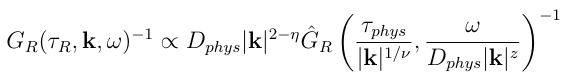 $G_R(\tau_R, \mathbf{k}, \omega)^{-1} \propto D_{phys} |\mathbf{k}|^{2-\eta} \hat{G}_R \left( \frac{\tau_{phys}}{|\mathbf{k}|^{1/\nu}}, \frac{\omega}{D_{phys} |\mathbf{k}|^z} \right)^{-1}$